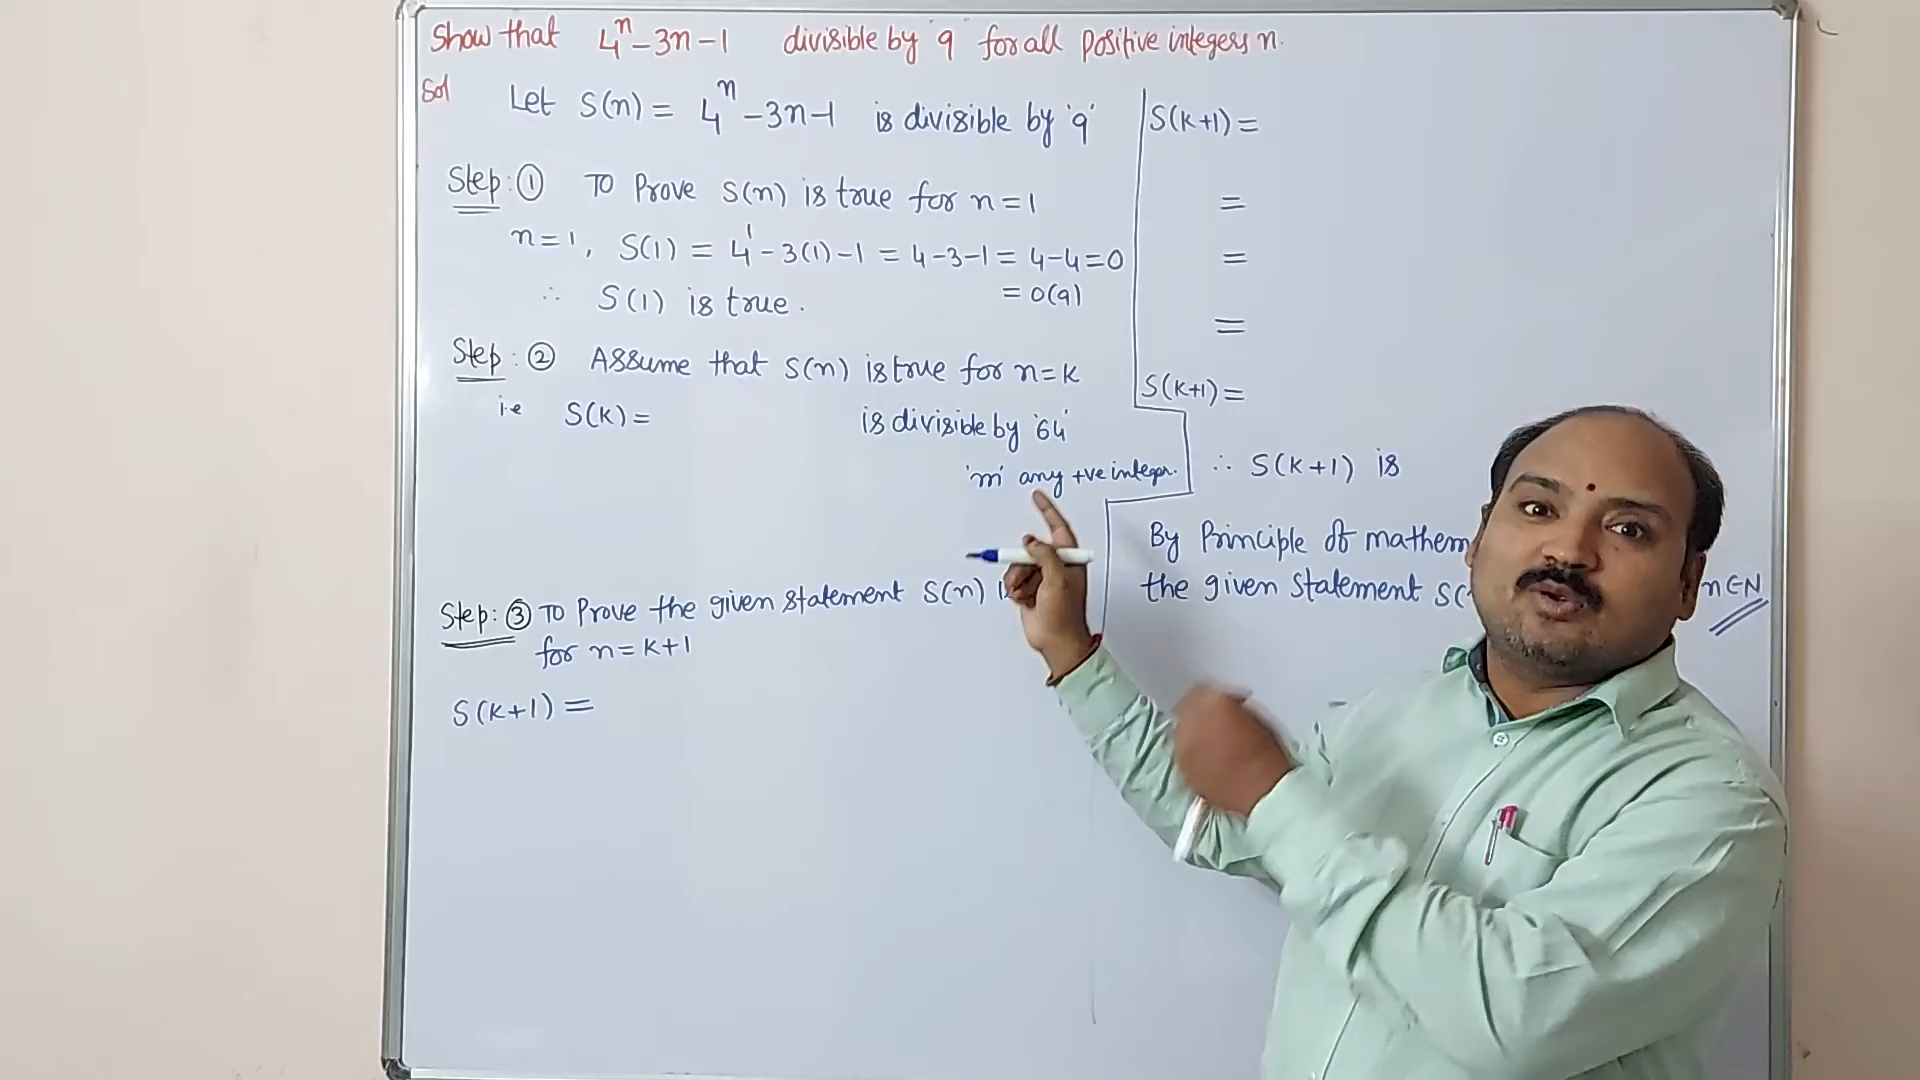 Show that 4ⁿ-3n-1 divisible by '9' for all positive integers n.
Sol Let S(n) = 4ⁿ-3n-1 is divisible by '9'
Step: ① To Prove S(n) is true for n=1
n=1, S(1) = 4¹-3(1)-1 = 4-3-1 = 4-4=0
= 0(9)
∴ S(1) is true.
Step: ② Assume that S(n) is true for n=k
i.e S(k)= is divisible by '64'
'm' any +ve integer.
Step: ③ To Prove the given statement S(n)
for n=k+1
S(k+1) =
S(k+1) =
=
=
=
S(k+1) =
∴ S(k+1) is
By Principle of mathem
the given statement S( n∈N